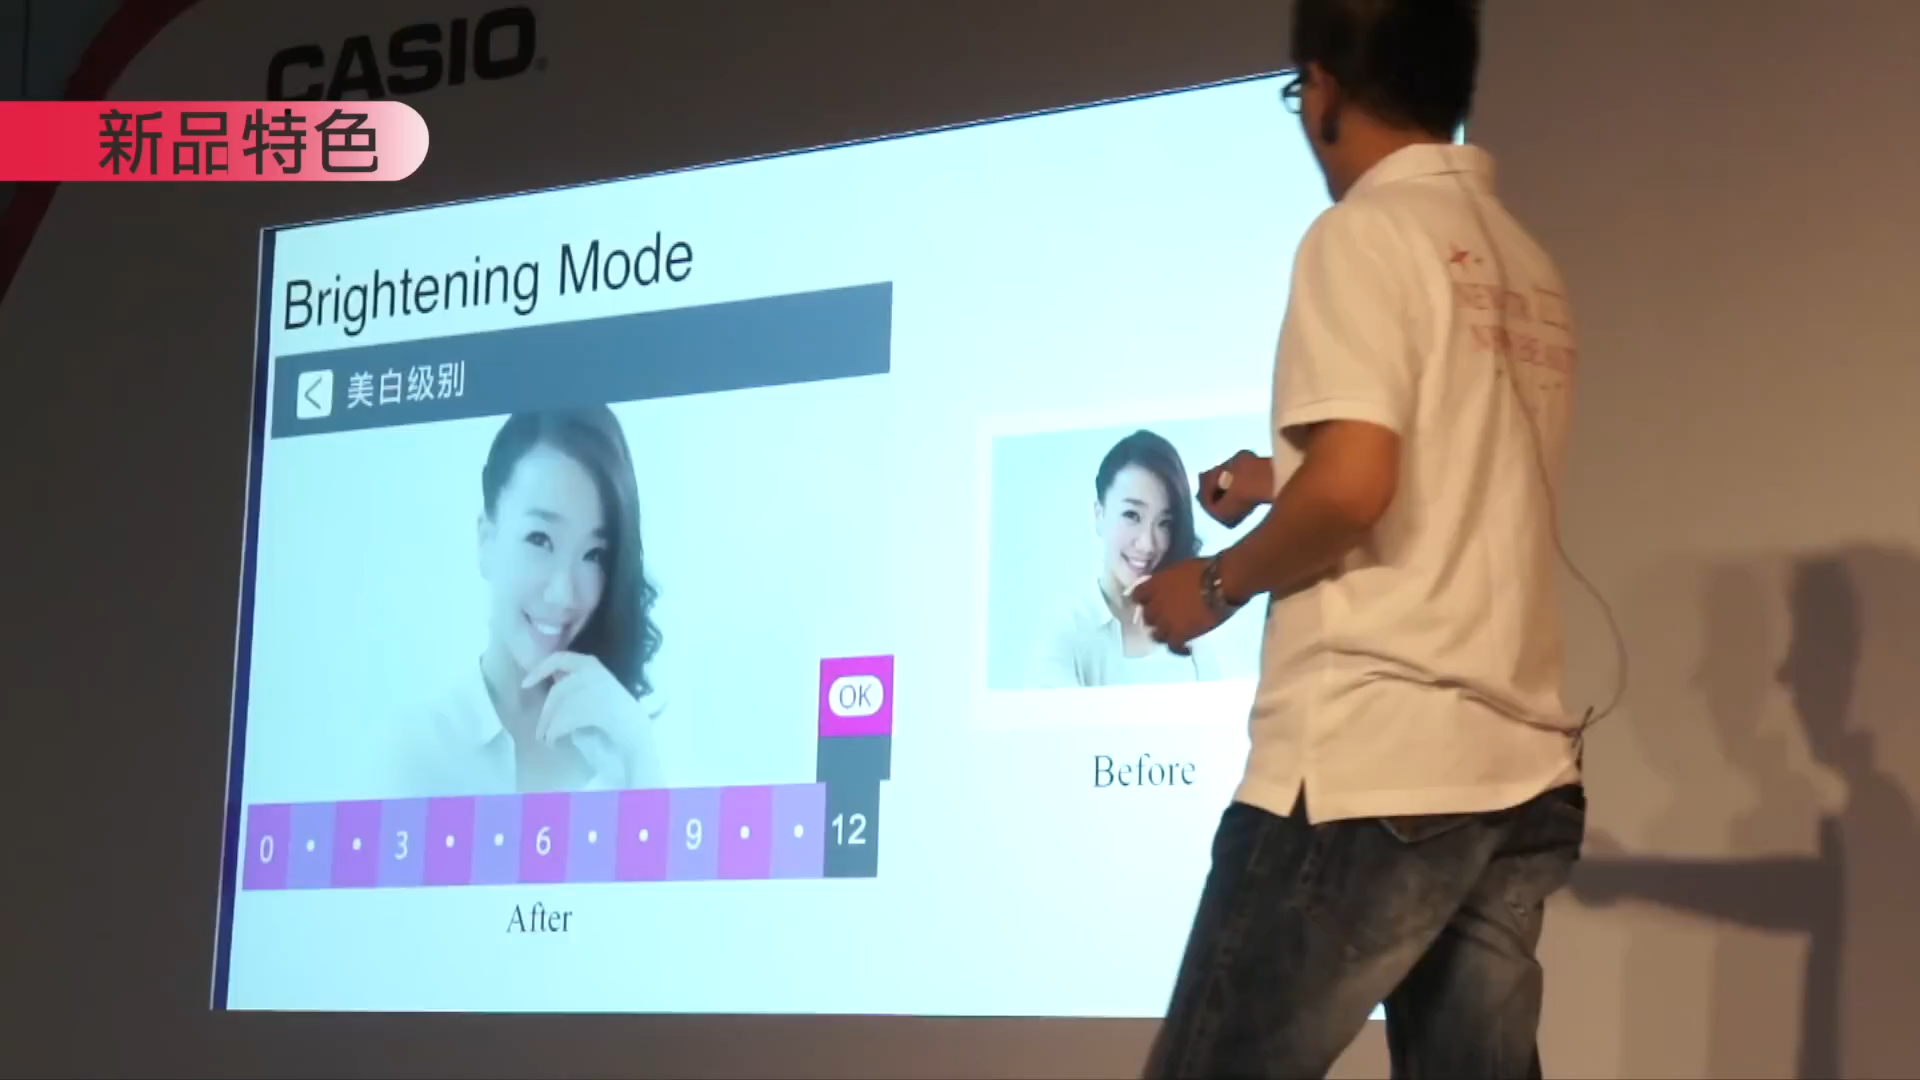 CASIO
新品特色
Brightening Mode
美白级别
OK
0 • • 3 • • 6 • • 9 • • 12
After
Before